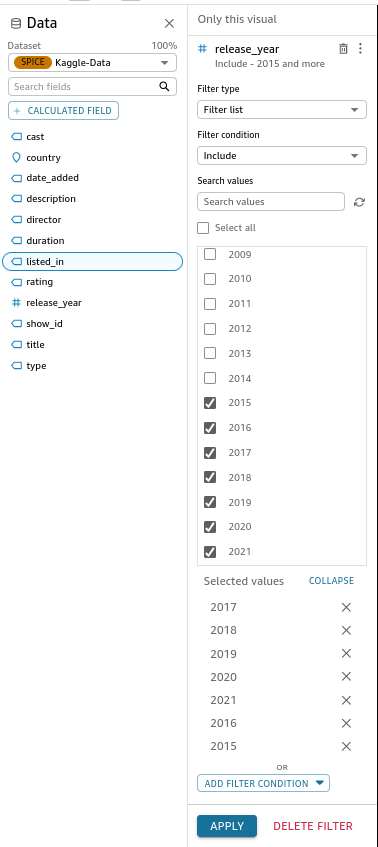 Data
Dataset
100%
SPICE Kaggle-Data
Search fields
+ CALCULATED FIELD
cast
country
date_added
description
director
duration
listed_in
rating
release_year
show_id
title
type
Only this visual
release_year
Include - 2015 and more
Filter type
Filter list
Filter condition
Include
Search values
Search values
Select all
2009
2010
2011
2012
2013
2014
2015
2016
2017
2018
2019
2020
2021
Selected values COLLAPSE
2017
2018
2019
2020
2021
2016
2015
OR
ADD FILTER CONDITION
APPLY DELETE FILTER